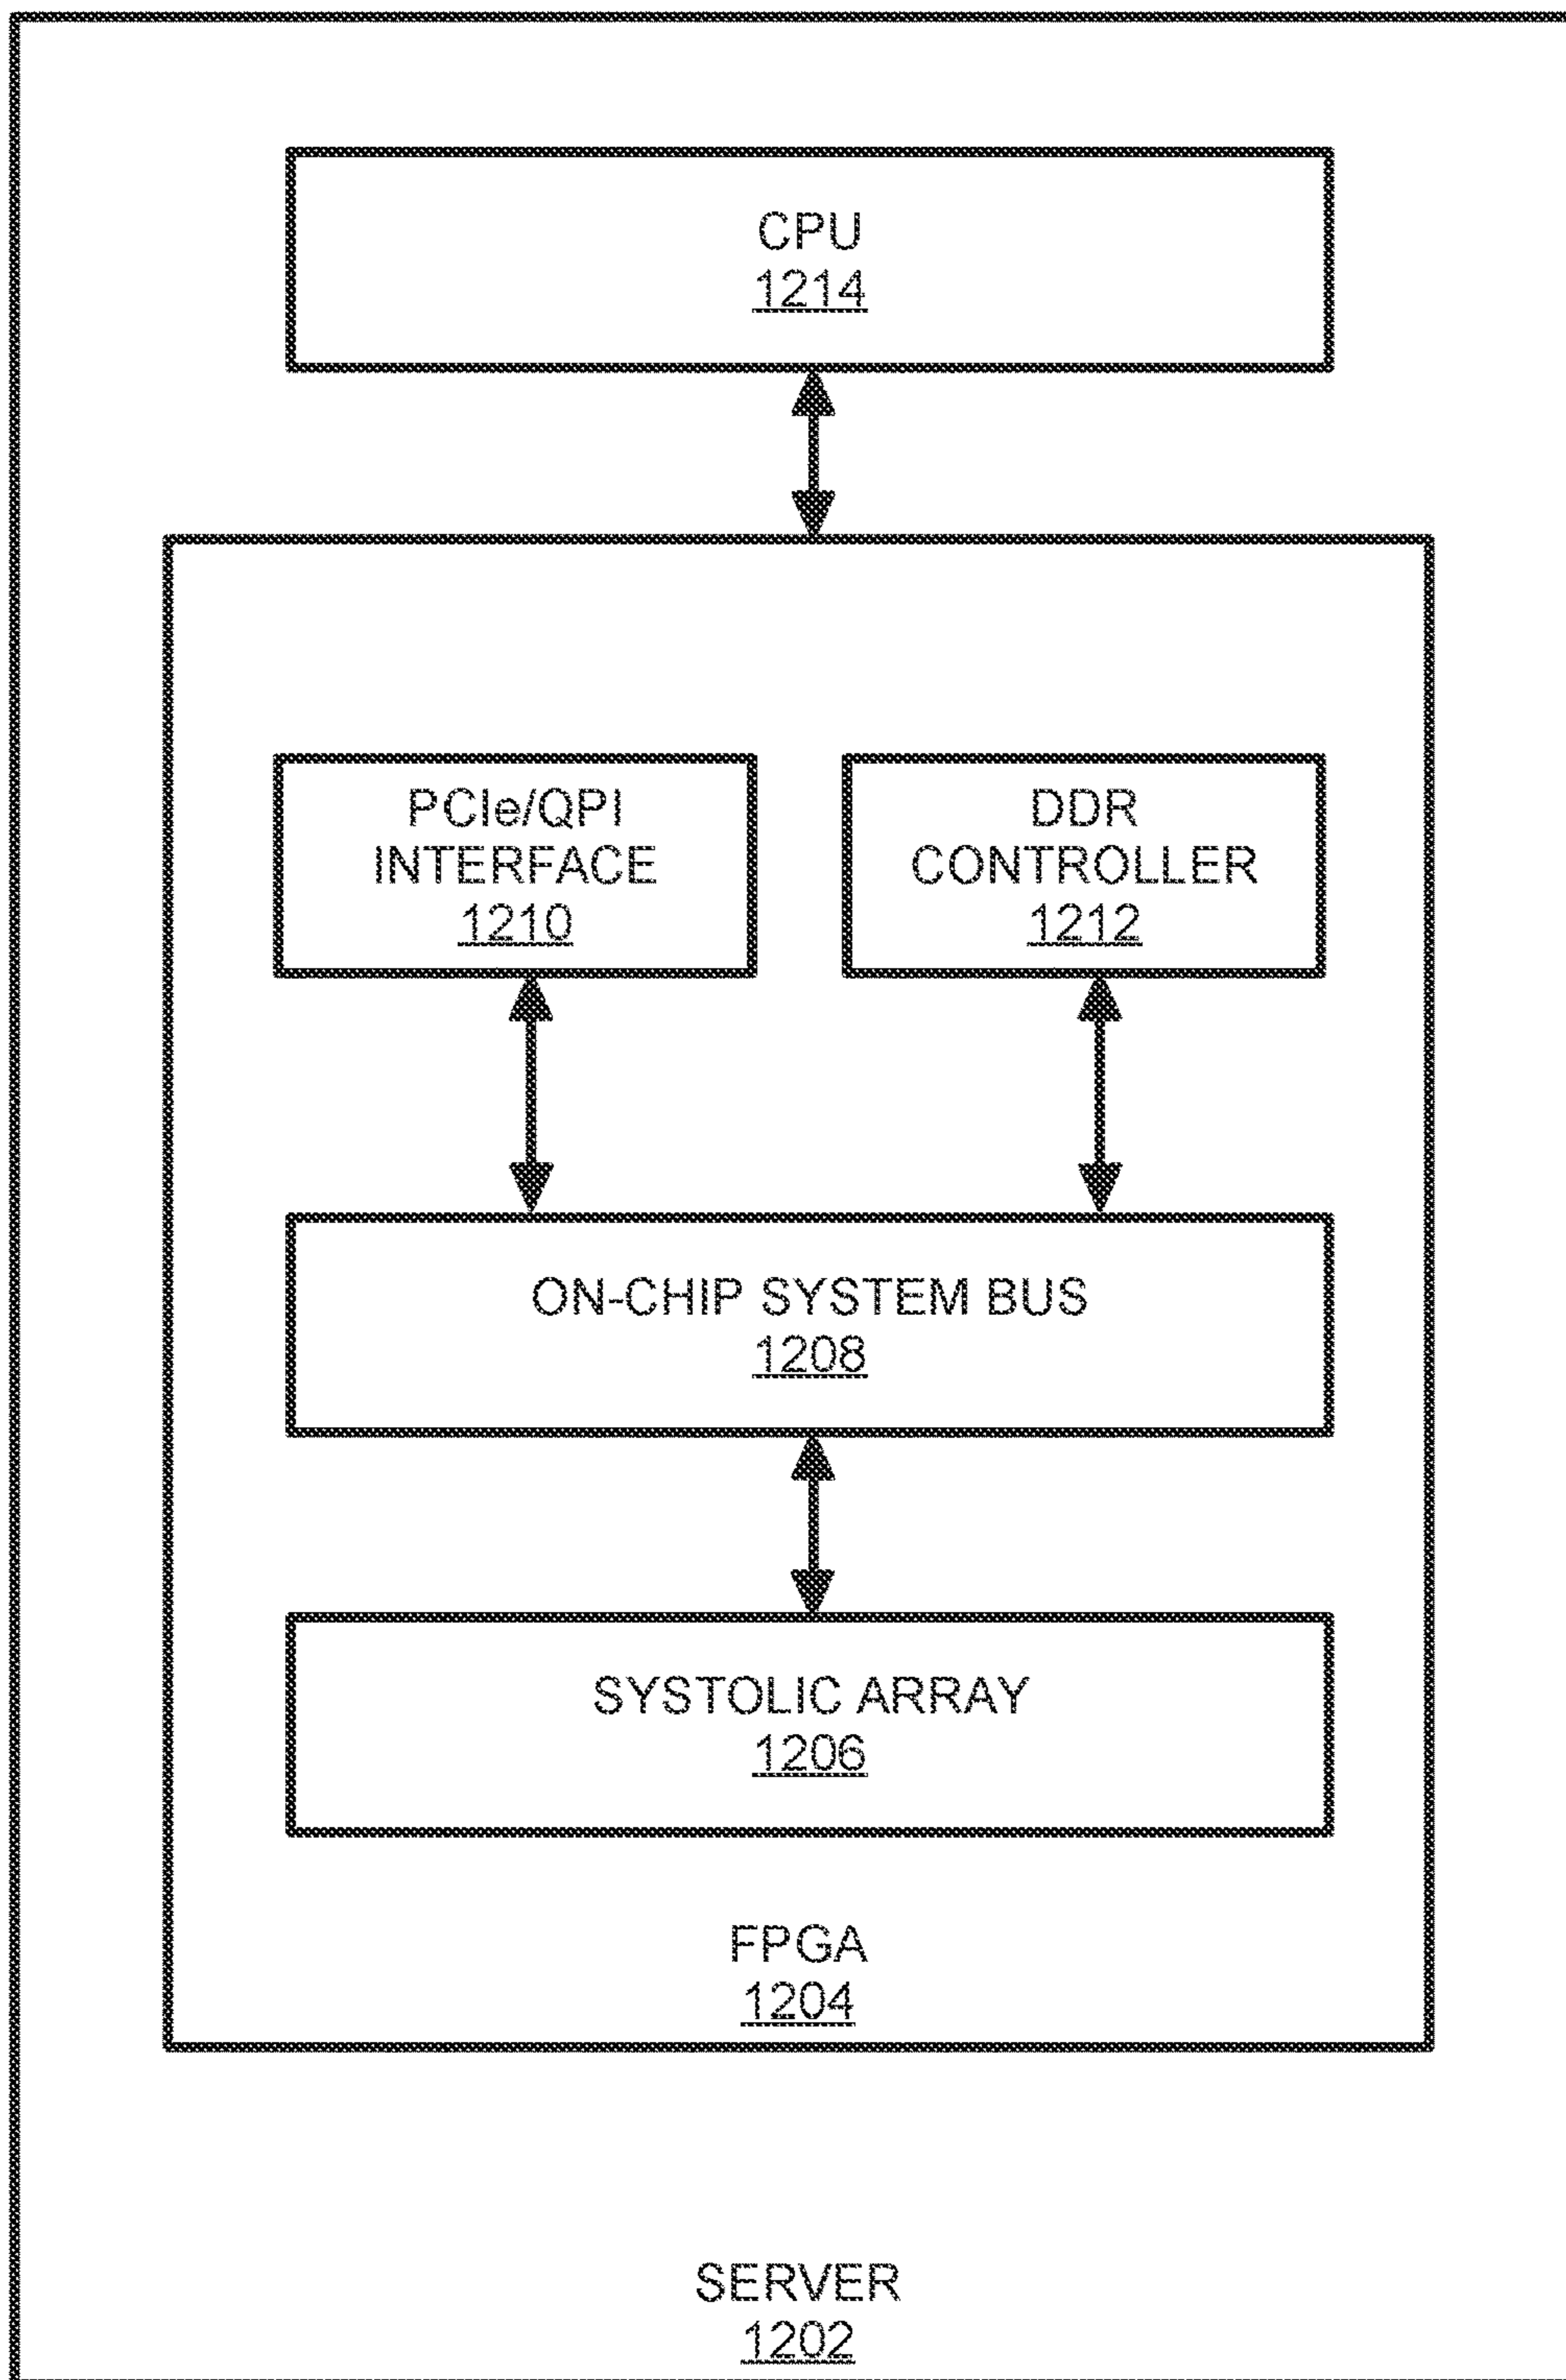 CPU
1214
PCIe/QPI
INTERFACE
1210
DDR
CONTROLLER
1212
ON-CHIP SYSTEM BUS
1208
SYSTOLIC ARRAY
1206
FPGA
1204
SERVER
1202